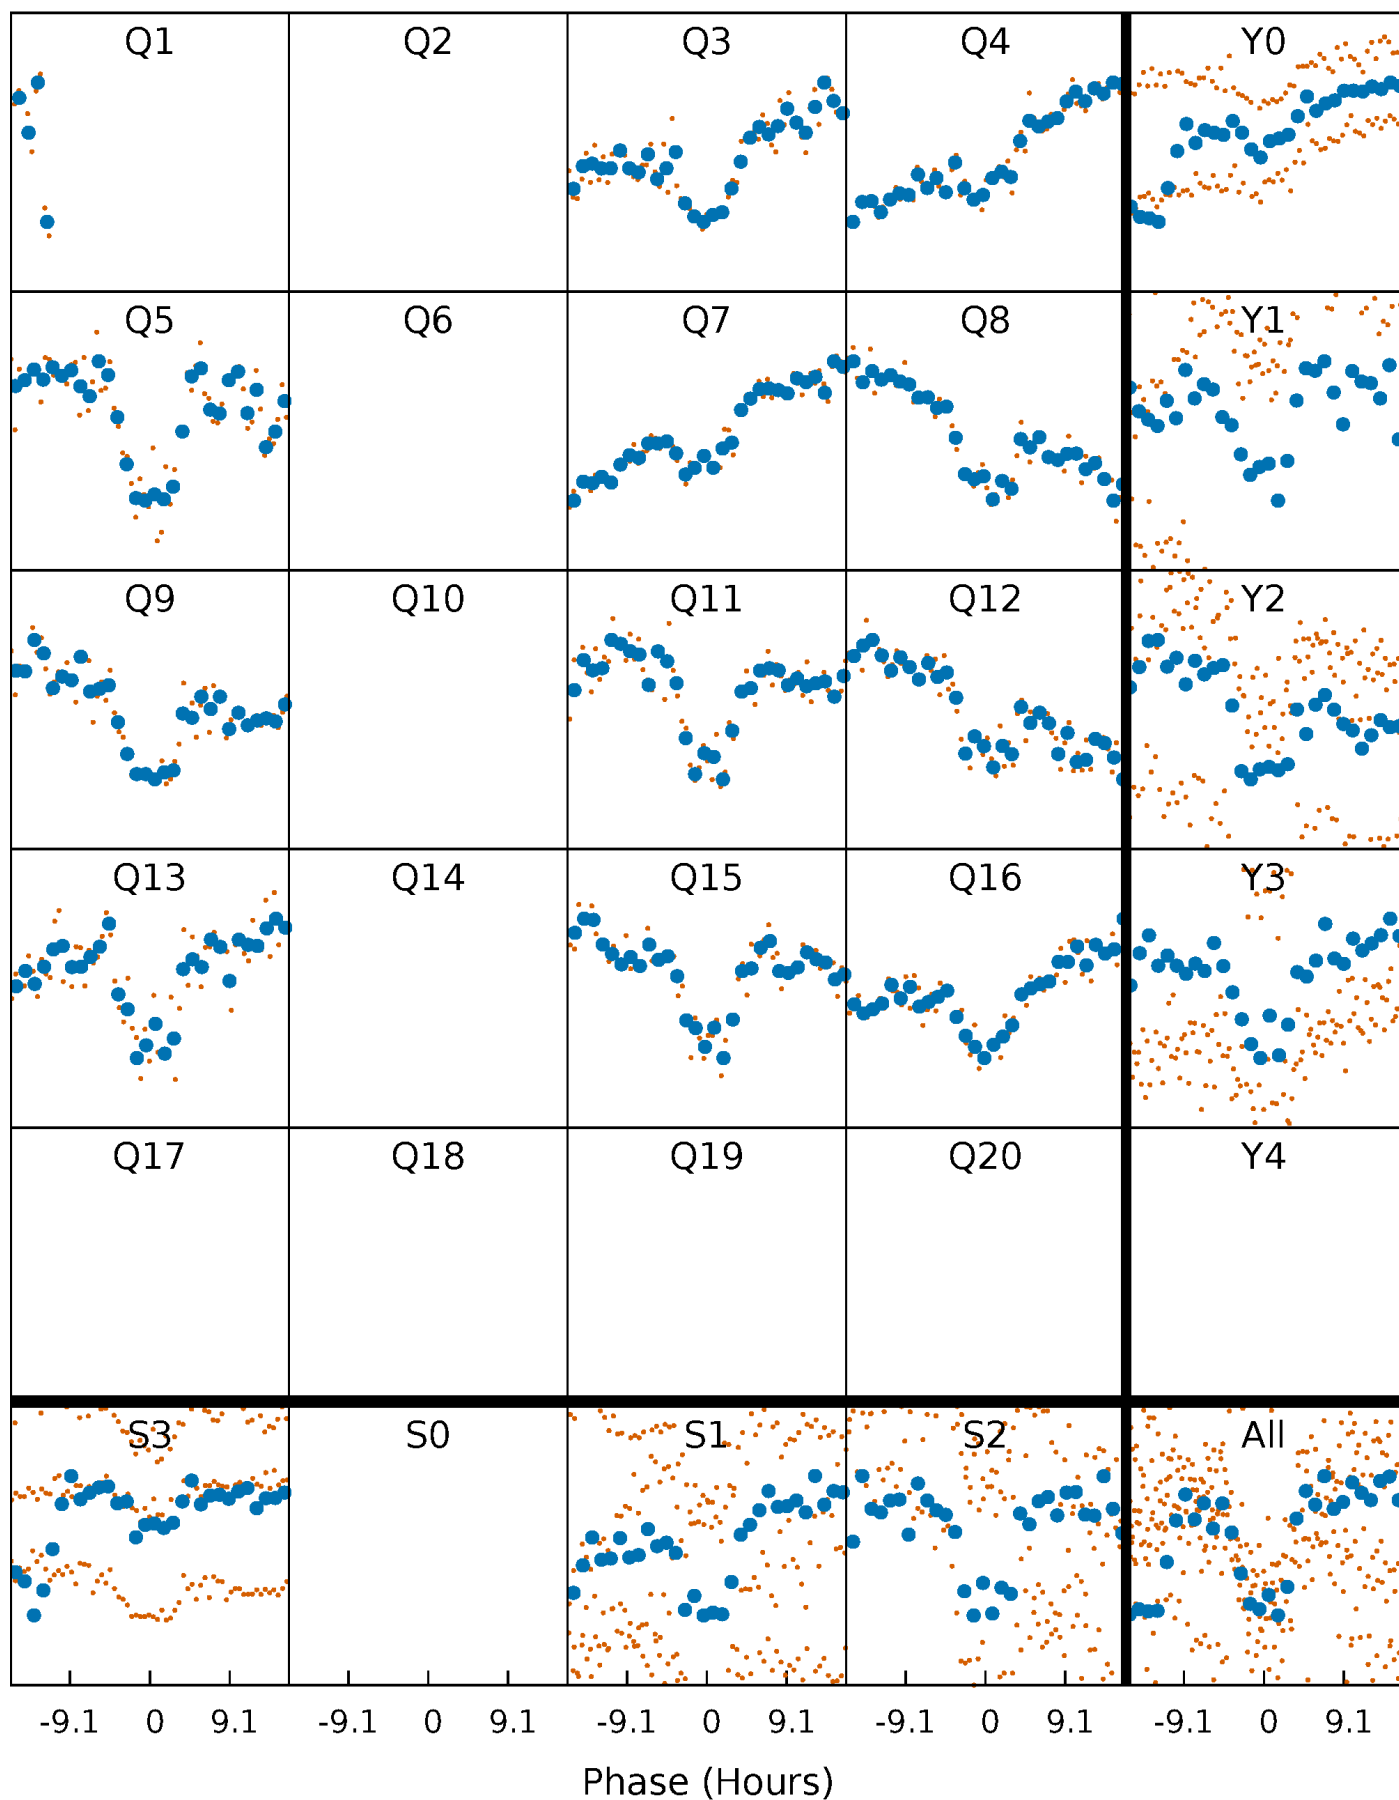 Q1 Q2 Q3 Q4 Y0
Q5 Q6 Q7 Q8 Y1
Q9 Q10 Q11 Q12 Y2
Q13 Q14 Q15 Q16 Y3
Q17 Q18 Q19 Q20 Y4
S3 S0 S1 S2 All
-9.1 0 9.1 -9.1 0 9.1 -9.1 0 9.1 -9.1 0 9.1 -9.1 0 9.1
Phase (Hours)